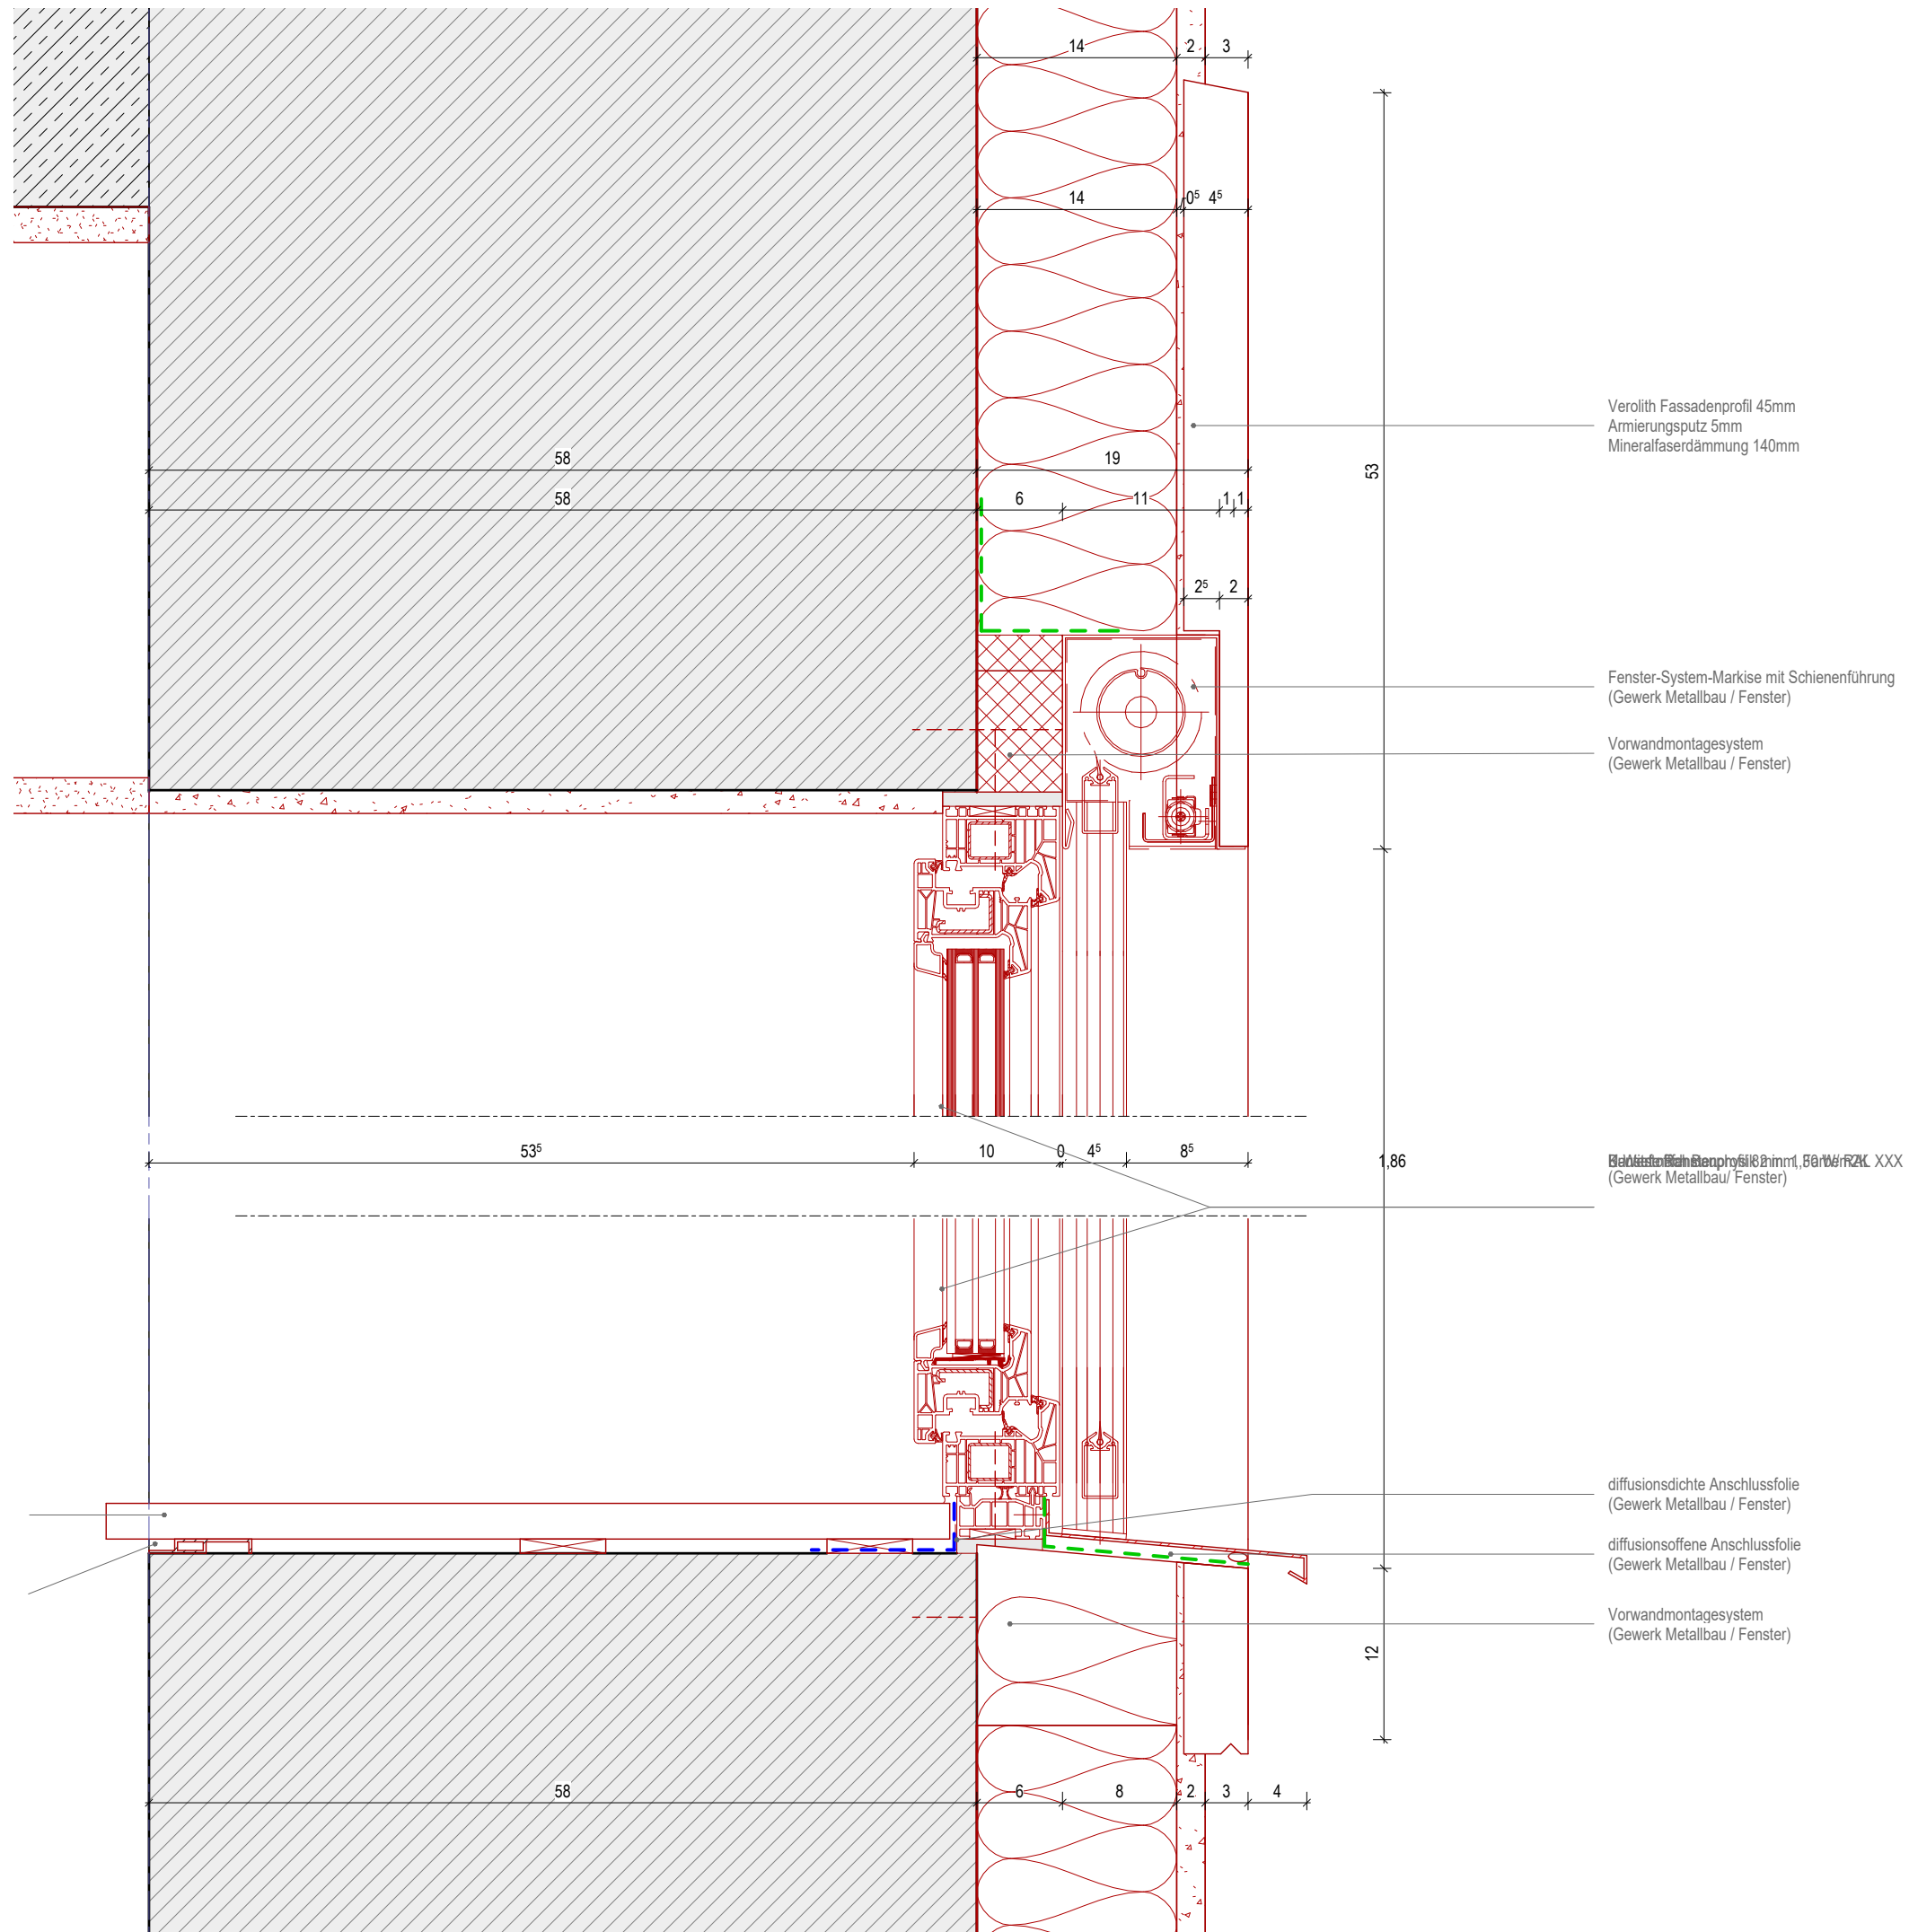 14 2 3
14 0⁵ 4⁵
Verolith Fassadenprofil 45mm
Armierungsputz 5mm
Mineralfaserdämmung 140mm
58 19
53
58 6 11 1 1
2⁵ 2
Fenster-System-Markise mit Schienenführung
(Gewerk Metallbau / Fenster)
Vorwandmontagesystem
(Gewerk Metallbau / Fenster)
53⁵ 10 0 4⁵ 8⁵
1,86
XXX
(Gewerk Metallbau/ Fenster)
diffusionsdichte Anschlussfolie
(Gewerk Metallbau / Fenster)
diffusionsoffene Anschlussfolie
(Gewerk Metallbau / Fenster)
Vorwandmontagesystem
(Gewerk Metallbau / Fenster)
12
58 6 8 2 3 4